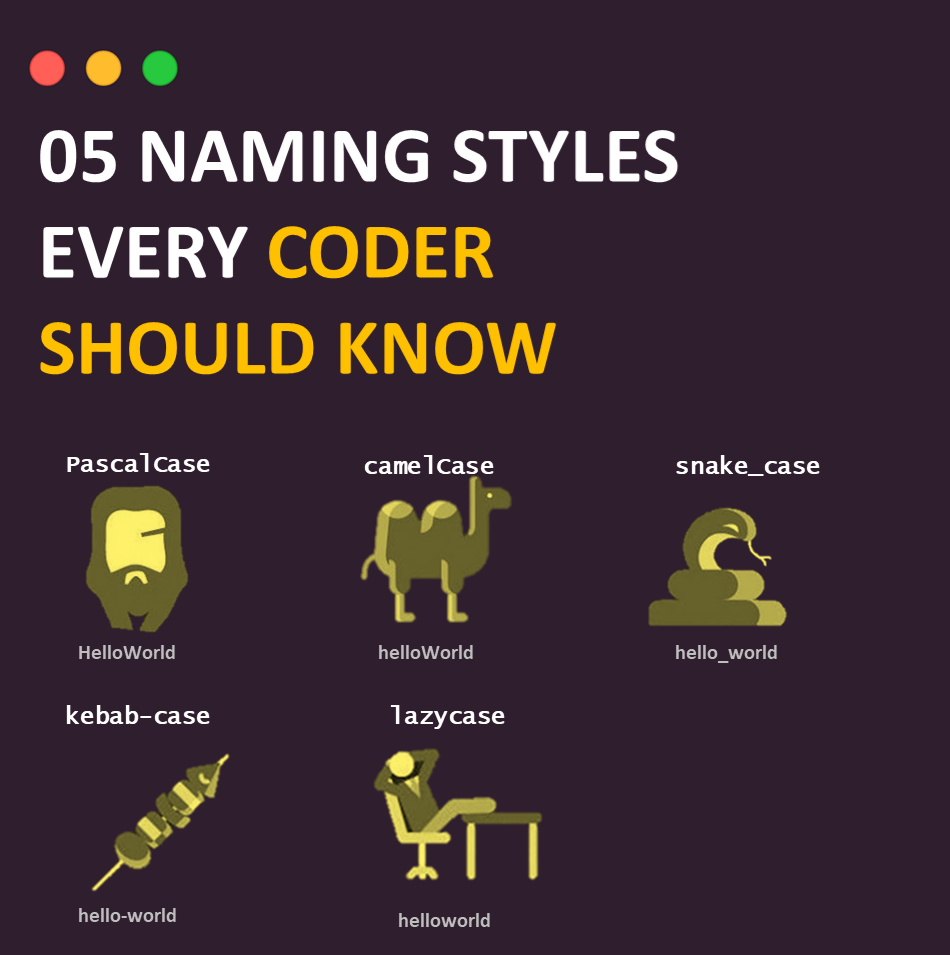 05 NAMING STYLES
EVERY CODER
SHOULD KNOW
PascalCase
camelCase
snake_case
HelloWorld
helloWorld
hello_world
kebab-case
lazycase
hello-world
helloworld